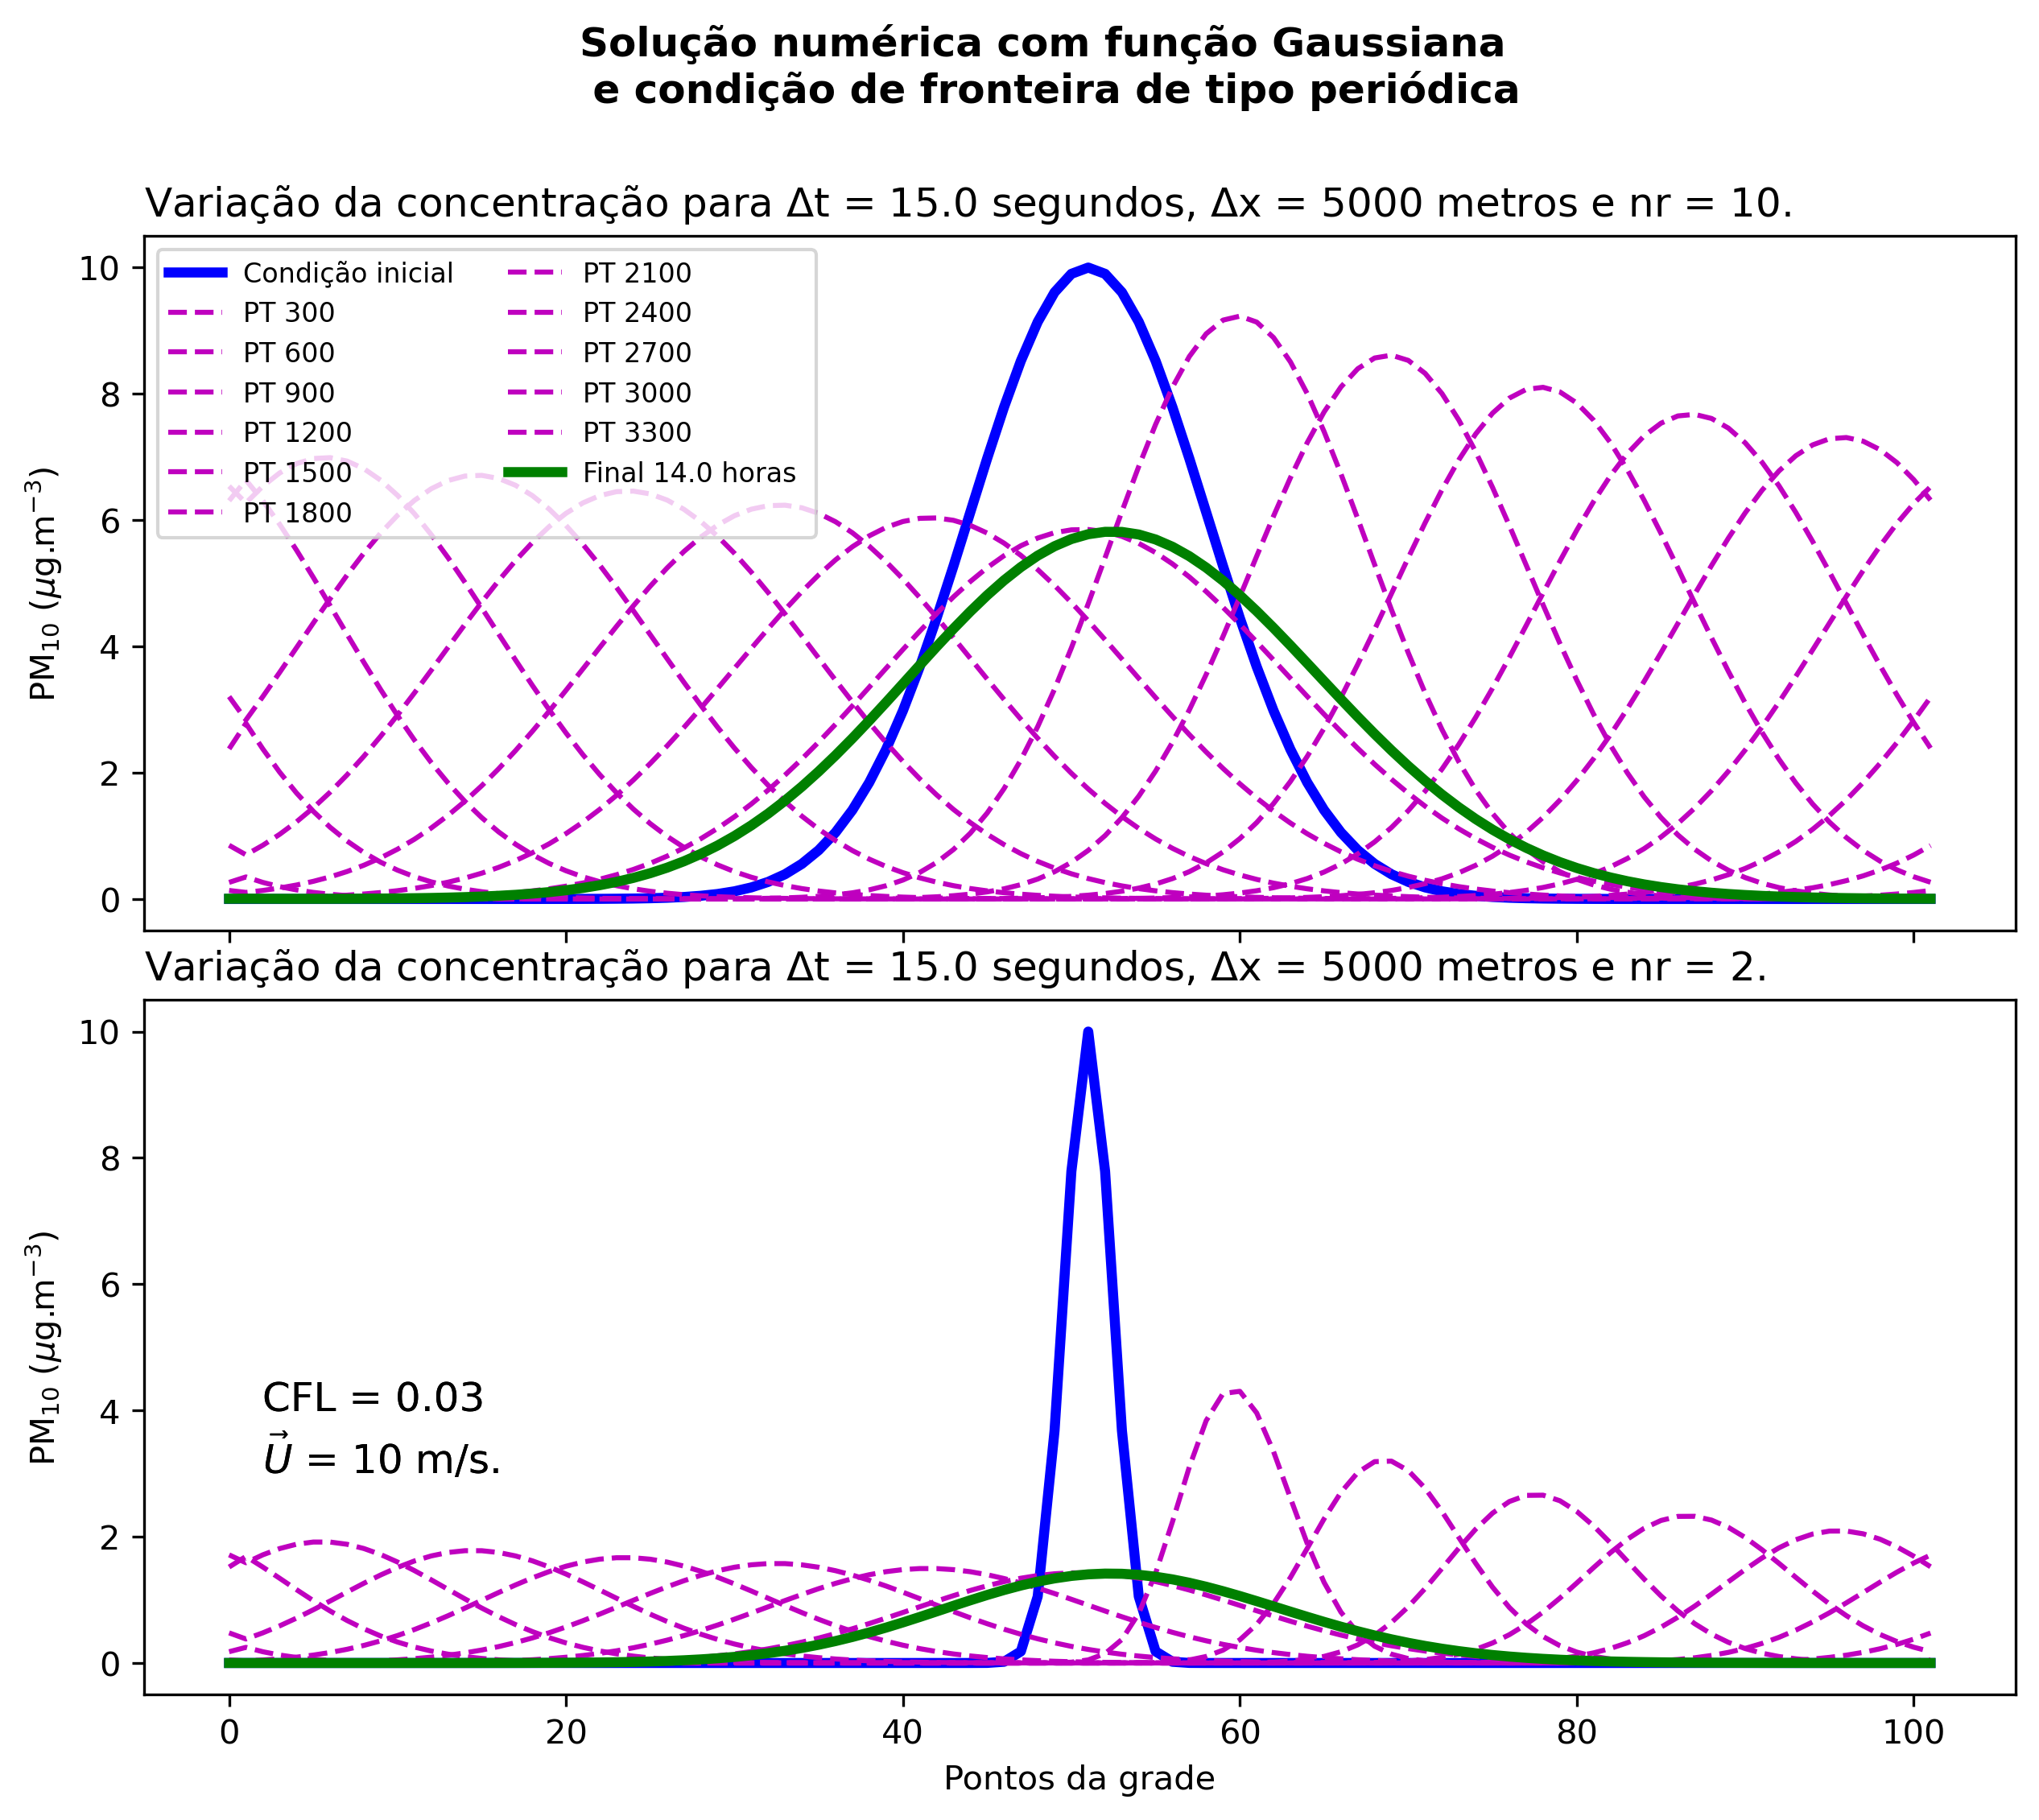 Solução numérica com função Gaussiana
e condição de fronteira de tipo periódica
Variação da concentração para Δt = 15.0 segundos, Δx = 5000 metros e nr = 10.
10
8
6
4
2
0
PM₁₀ (μg.m⁻³)
Condição inicial
PT 300
PT 600
PT 900
PT 1200
PT 1500
PT 1800
PT 2100
PT 2400
PT 2700
PT 3000
PT 3300
Final 14.0 horas
Variação da concentração para Δt = 15.0 segundos, Δx = 5000 metros e nr = 2.
10
8
6
4
2
0
PM₁₀ (μg.m⁻³)
CFL = 0.03
U⃗ = 10 m/s.
0 20 40 60 80 100
Pontos da grade